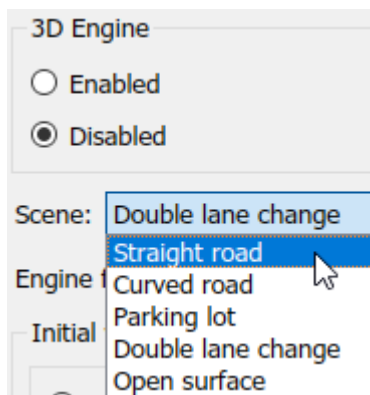 3D Engine
Enabled
Disabled
Scene: Double lane change
Straight road
Engine
Curved road
Parking lot
Initial
Double lane change
Open surface